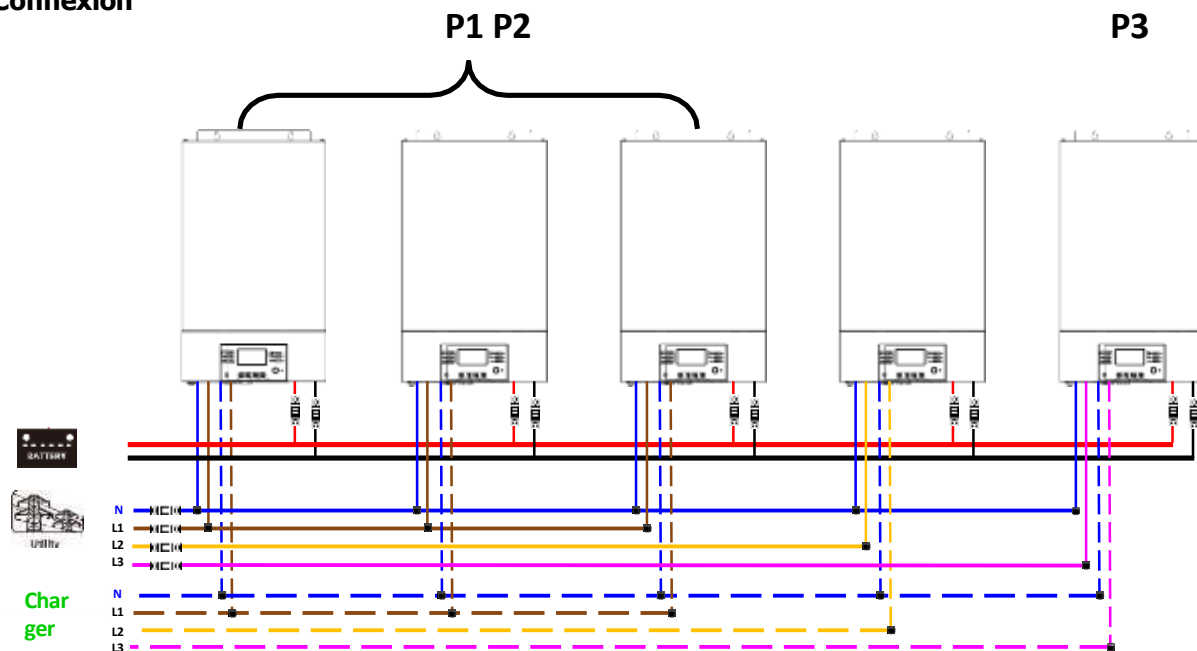 Connexion
P1 P2
P3
BATTERY
Utility
N
L1
L2
L3
Char
ger
N
L1
L2
L3